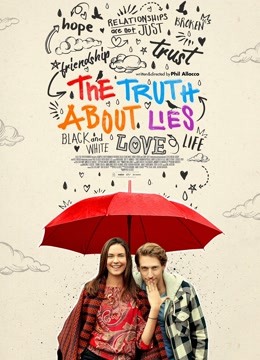 hope
RELATIONSHIPS
are not JUST
BROKEN
trust
friendship
written & directed by Phil Allocco
THE TRUTH
ABOUT LIES
BLACK and
WHITE
LOVE
LIFE